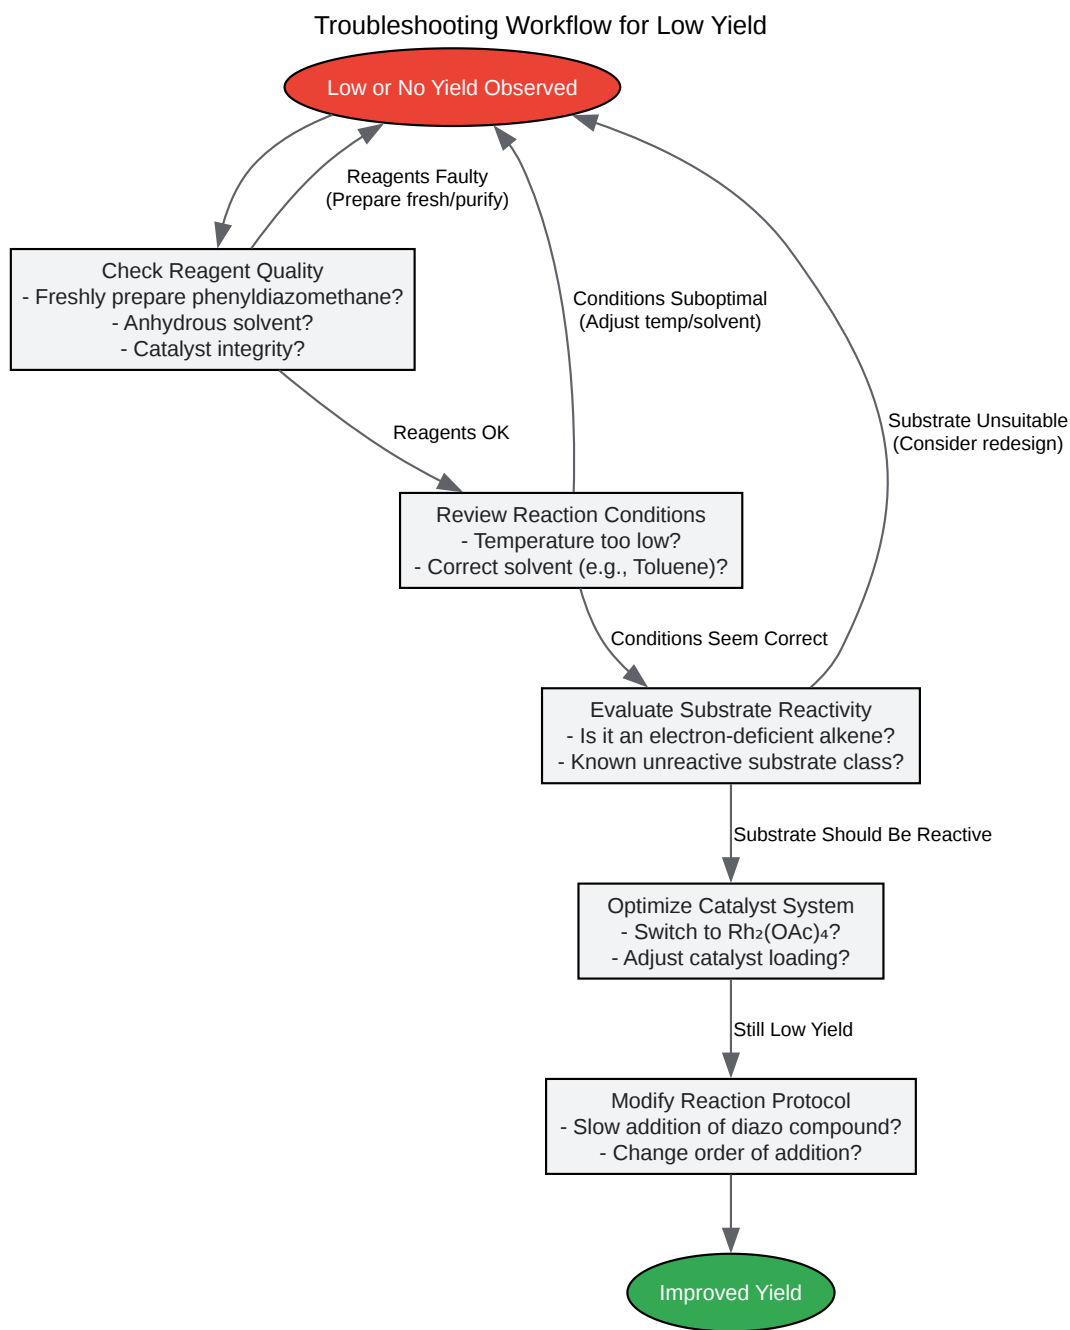 Troubleshooting Workflow for Low Yield
Low or No Yield Observed
Reagents Faulty
(Prepare fresh/purify)
Check Reagent Quality
- Freshly prepare phenyldiazomethane?
- Anhydrous solvent?
- Catalyst integrity?
Conditions Suboptimal
(Adjust temp/solvent)
Substrate Unsuitable
(Consider redesign)
Reagents OK
Review Reaction Conditions
- Temperature too low?
- Correct solvent (e.g., Toluene)?
Conditions Seem Correct
Evaluate Substrate Reactivity
- Is it an electron-deficient alkene?
- Known unreactive substrate class?
Substrate Should Be Reactive
Optimize Catalyst System
- Switch to Rh₂(OAc)₄?
- Adjust catalyst loading?
Still Low Yield
Modify Reaction Protocol
- Slow addition of diazo compound?
- Change order of addition?
Improved Yield